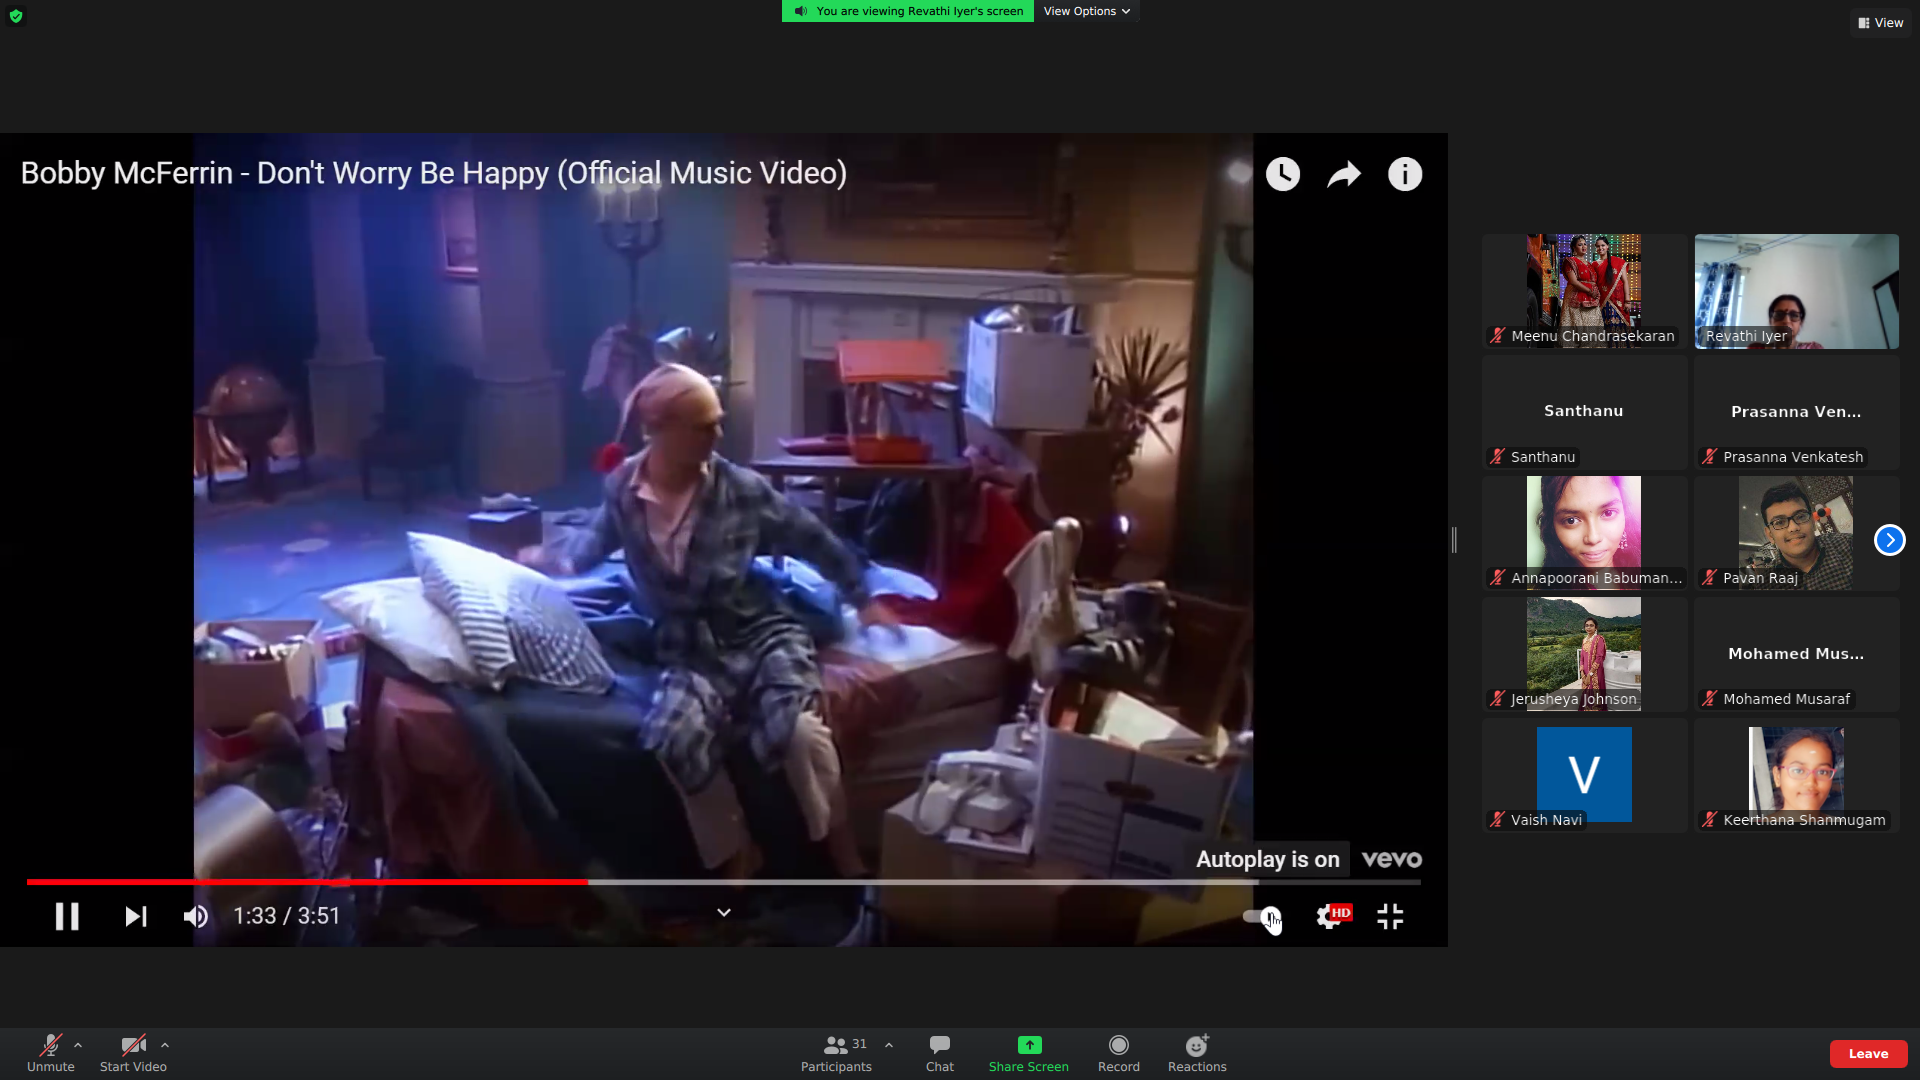 You are viewing Revathi Iyer's screen
View Options
View
Bobby McFerrin - Don't Worry Be Happy (Official Music Video)
Meenu Chandrasekaran
Revathi Iyer
Santhanu
Prasanna Ven...
Santhanu
Prasanna Venkatesh
Annapoorani Babuman...
Pavan Raaj
Mohamed Mus...
Jerusheya Johnson
Mohamed Musaraf
V
Vaish Navi
Keerthana Shanmugam
Autoplay is on
vevo
1:33 / 3:51
HD
Unmute
Start Video
31
Participants
Chat
Share Screen
Record
Reactions
Leave